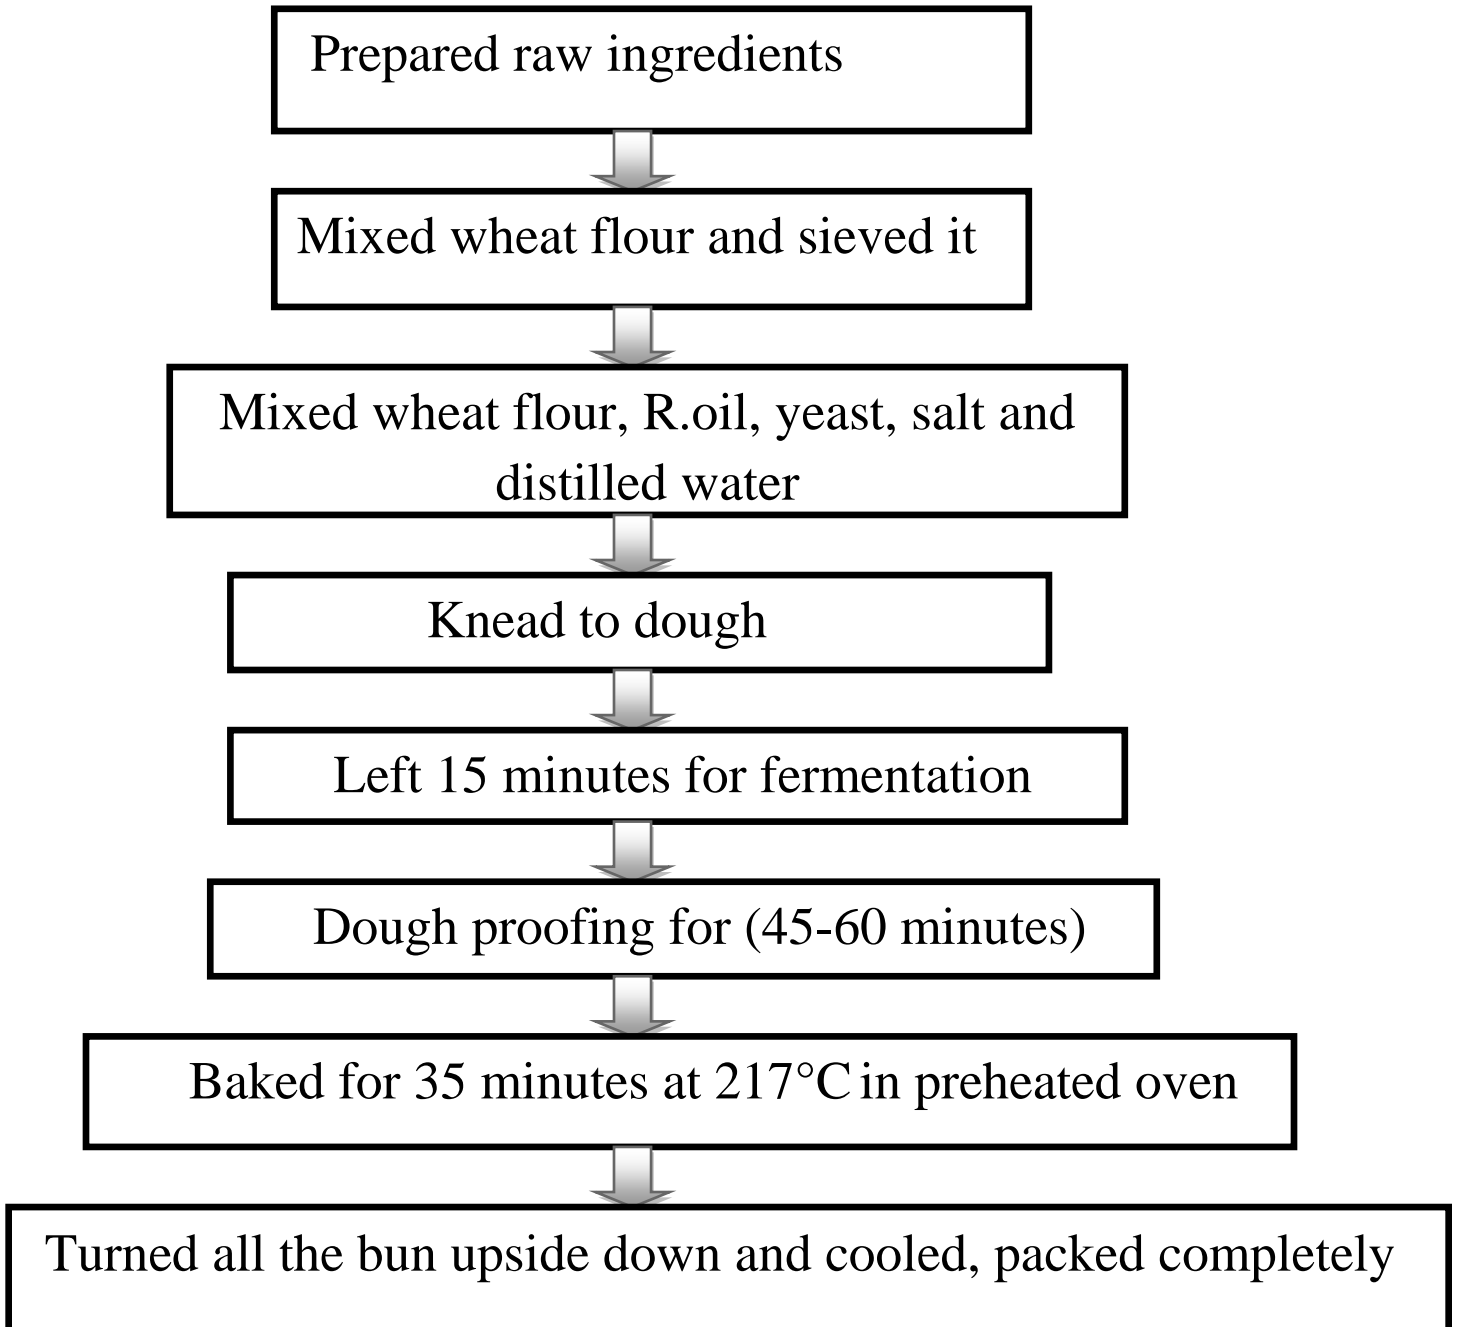 Prepared raw ingredients
Mixed wheat flour and sieved it
Mixed wheat flour, R.oil, yeast, salt and
distilled water
Knead to dough
Left 15 minutes for fermentation
Dough proofing for (45-60 minutes)
Baked for 35 minutes at 217°C in preheated oven
Turned all the bun upside down and cooled, packed completely